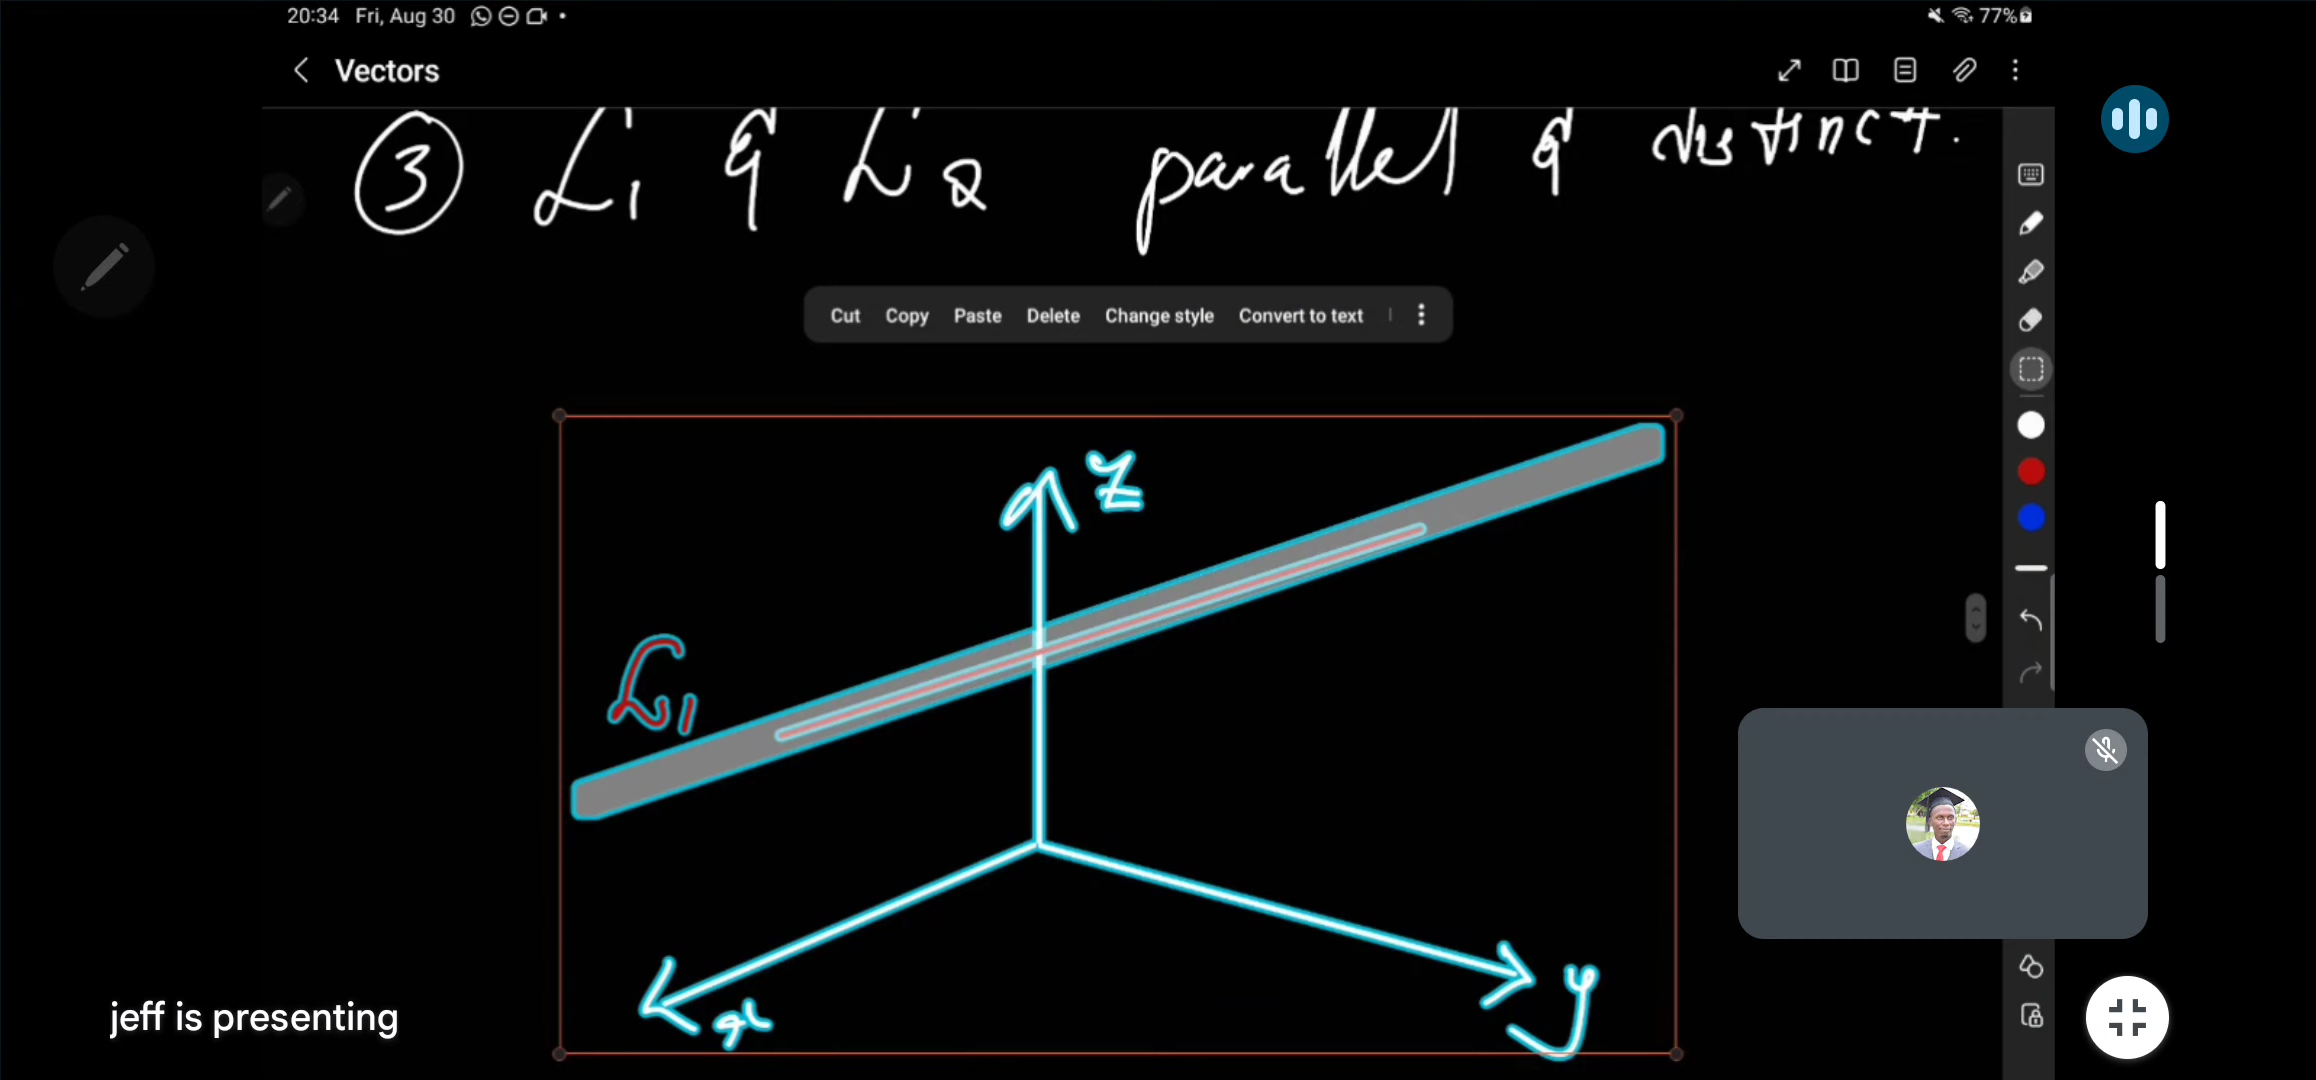 20:34 Fri, Aug 30 77%
Vectors
③ L₁ & L₂ parallel & distinct.
Cut Copy Paste Delete Change style Convert to text
z
L₁
x
y
jeff is presenting